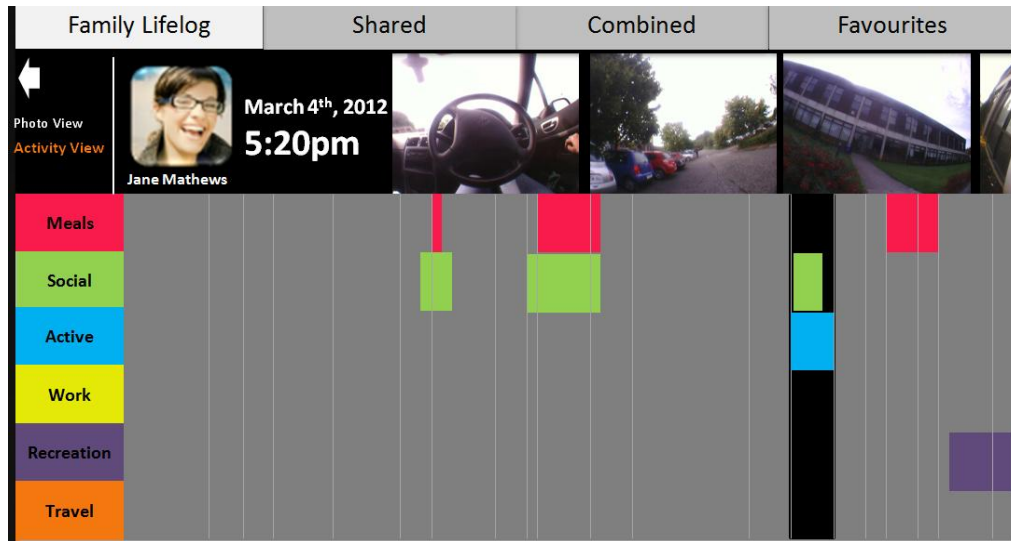 Family Lifelog
Shared
Combined
Favourites
Photo View
Activity View
Jane Mathews
March 4th, 2012
5:20pm
Meals
Social
Active
Work
Recreation
Travel